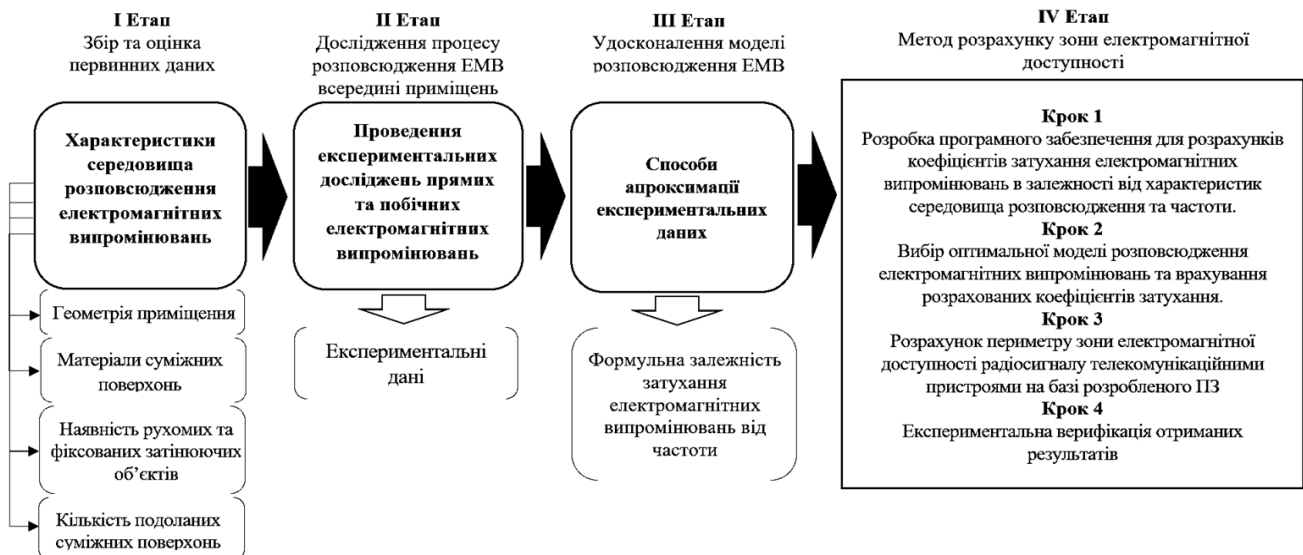 I Етап
Збір та оцінка
первинних даних
Характеристики
середовища
розповсюдження
електромагнітних
випромінювань
Геометрія приміщення
Матеріали суміжних
поверхонь
Наявність рухомих та
фіксованих затінюючих
об’єктів
Кількість подоланих
суміжних поверхонь
II Етап
Дослідження процесу
розповсюдження ЕМВ
всередині приміщень
Проведення
експериментальних
досліджень прямих
та побічних
електромагнітних
випромінювань
Експериментальні
дані
III Етап
Удосконалення моделі
розповсюдження ЕМВ
Способи
апроксимації
експериментальних
даних
Формульна залежність
затухання
електромагнітних
випромінювань від
частоти
IV Етап
Метод розрахунку зони електромагнітної
доступності
Крок 1
Розробка програмного забезпечення для розрахунків
коефіцієнтів затухання електромагнітних
випромінювань в залежності від характеристик
середовища розповсюдження та частоти.
Крок 2
Вибір оптимальної моделі розповсюдження
електромагнітних випромінювань та врахування
розрахованих коефіцієнтів затухання.
Крок 3
Розрахунок периметру зони електромагнітної
доступності радіосигналу телекомунікаційними
пристроями на базі розробленого ПЗ
Крок 4
Експериментальна верифікація отриманих
результатів